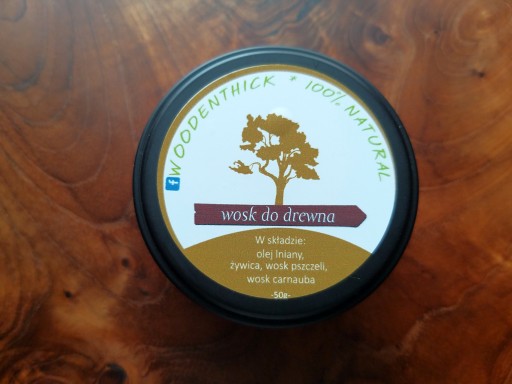 WOODENTHICK * 100% NATURAL
f
wosk do drewna
W składzie:
olej lniany,
żywica, wosk pszczeli,
wosk carnauba
-50g-